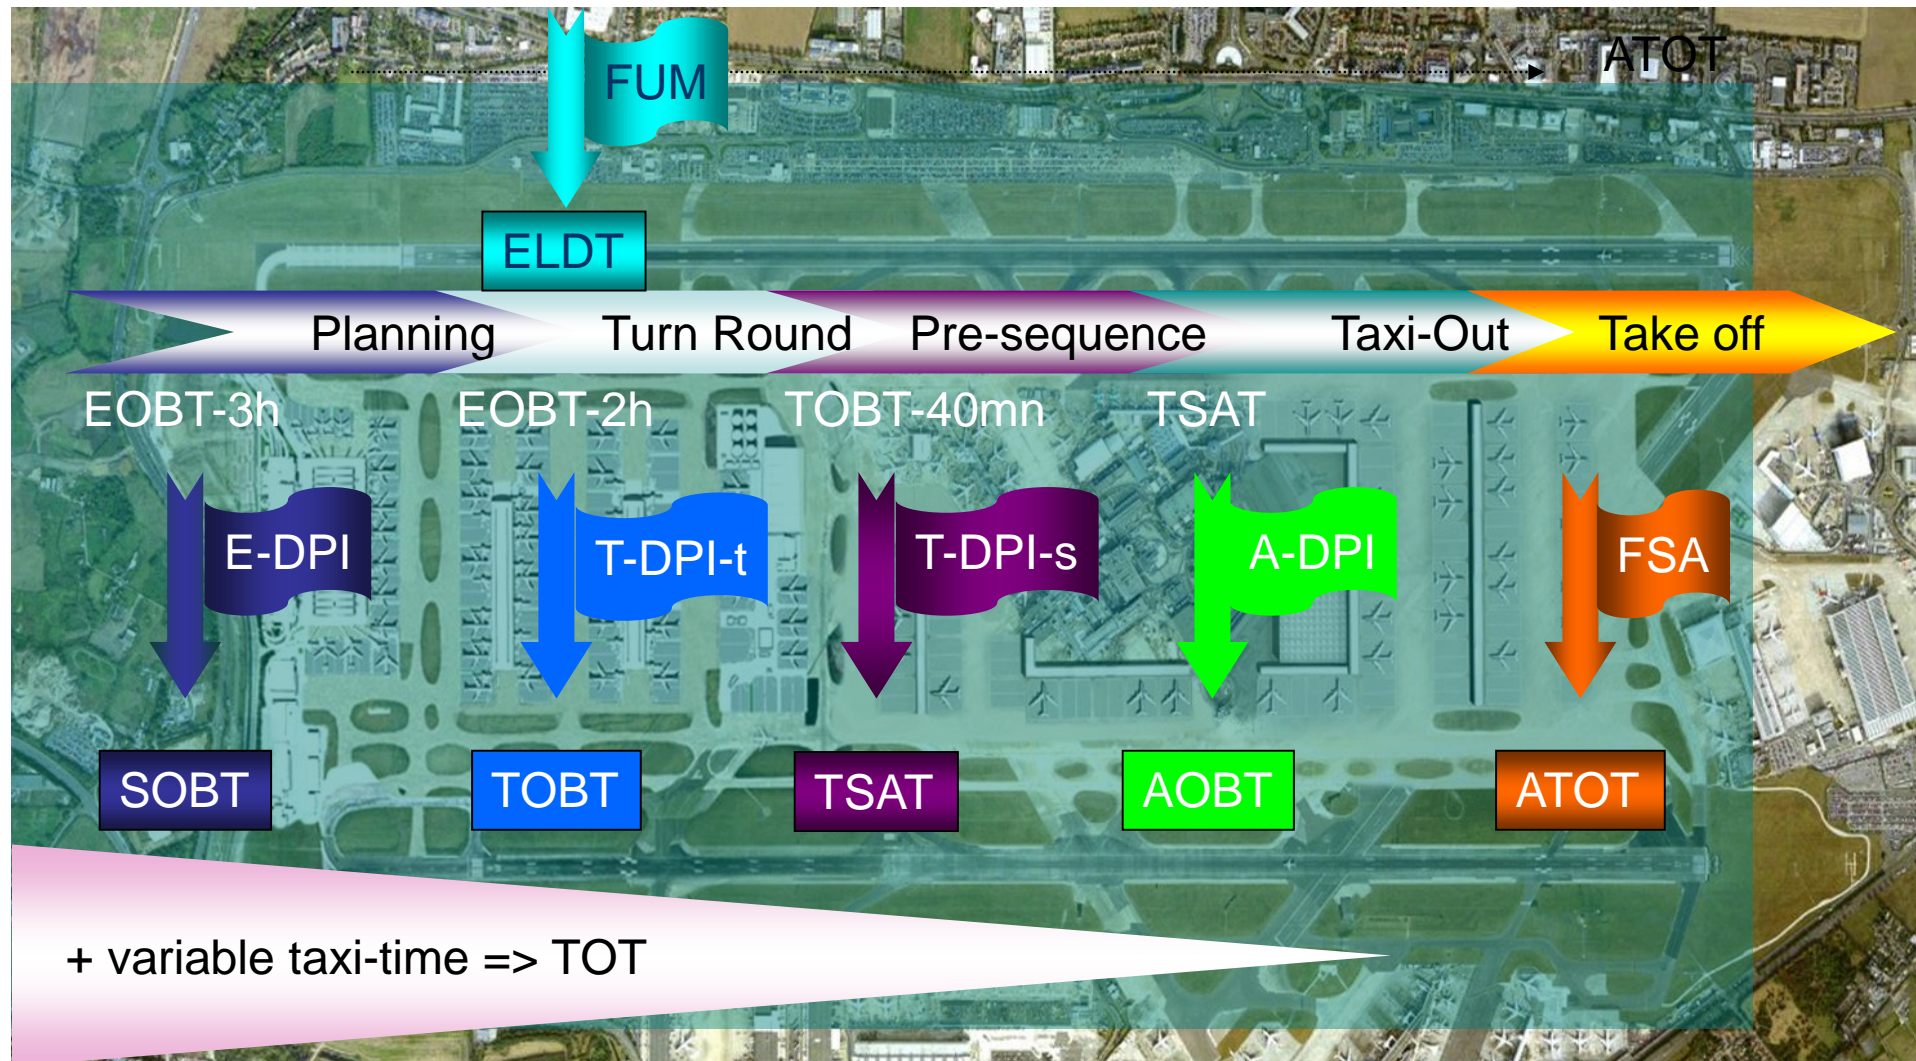 FUM
ATOT
ELDT
Planning
Turn Round
Pre-sequence
Taxi-Out
Take off
EOBT-3h
EOBT-2h
TOBT-40mn
TSAT
E-DPI
T-DPI-t
T-DPI-s
A-DPI
FSA
SOBT
TOBT
TSAT
AOBT
ATOT
+ variable taxi-time => TOT